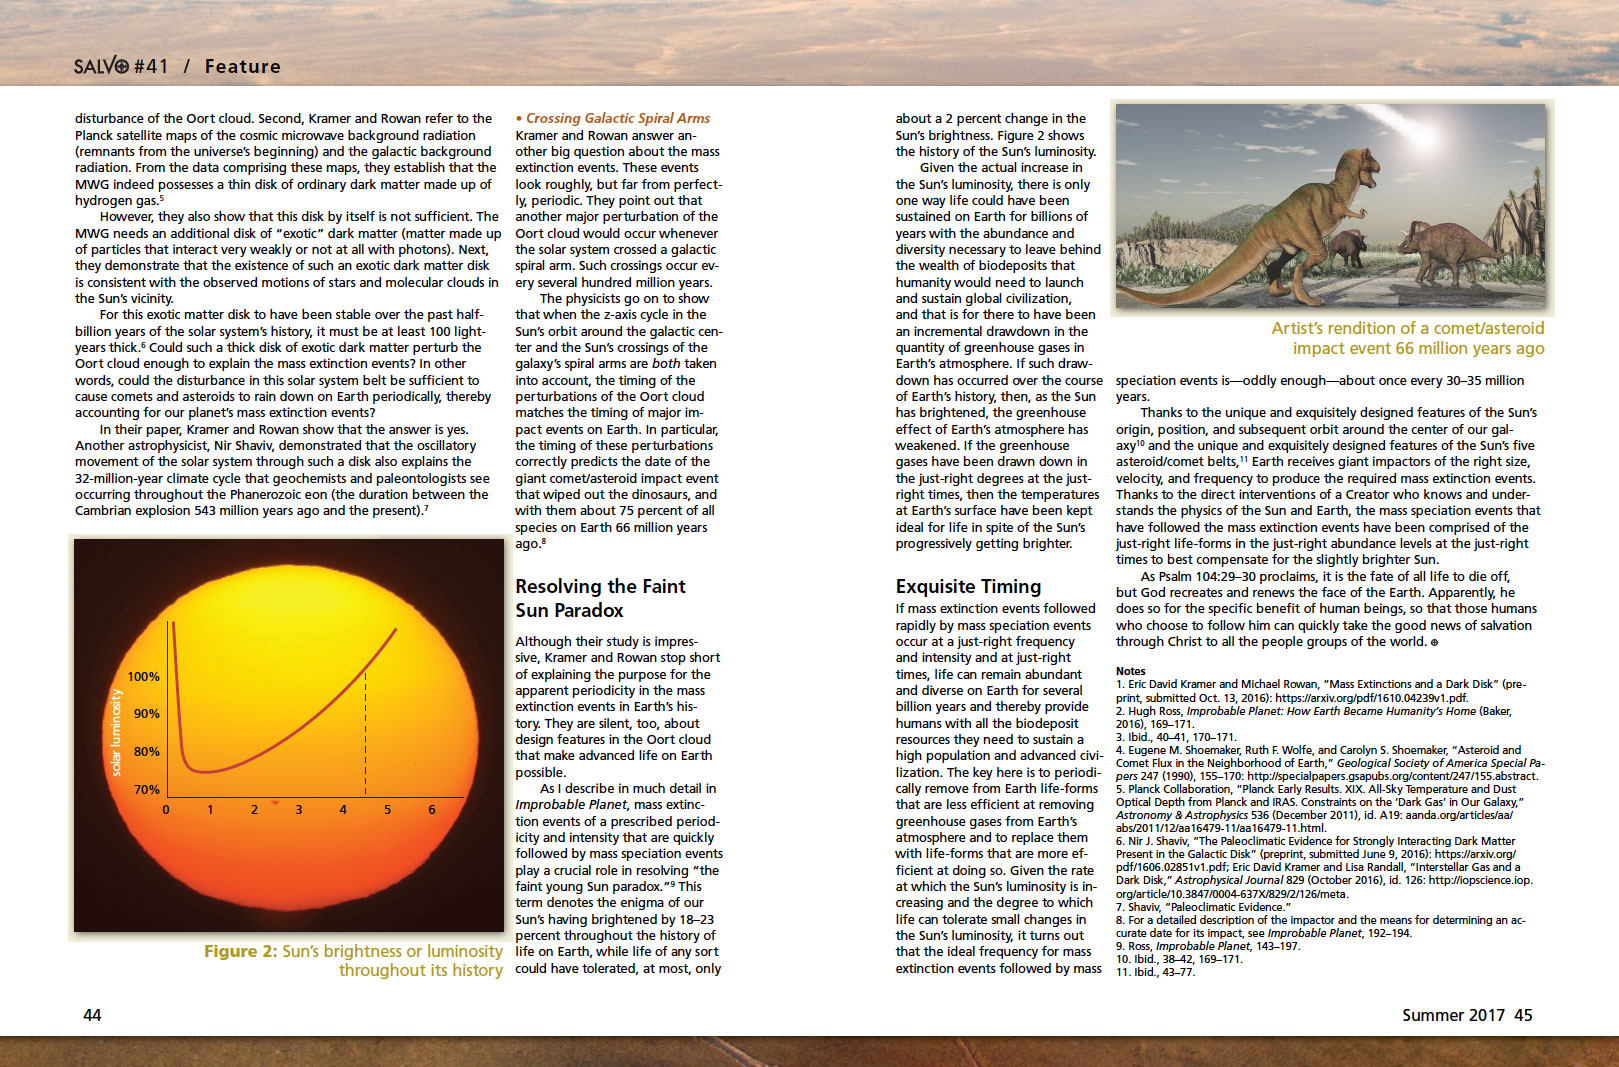 SALVO #41 / Feature
disturbance of the Oort cloud. Second, Kramer and Rowan refer to the
Planck satellite maps of the cosmic microwave background radiation
(remnants from the universe's beginning) and the galactic background
radiation. From the data comprising these maps, they establish that the
MWG indeed possesses a thin disk of ordinary dark matter made up of
hydrogen gas.⁵
However, they also show that this disk by itself is not sufficient. The
MWG needs an additional disk of "exotic" dark matter (matter made up
of particles that interact very weakly or not at all with photons). Next,
they demonstrate that the existence of such an exotic dark matter disk
is consistent with the observed motions of stars and molecular clouds in
the Sun's vicinity.
For this exotic matter disk to have been stable over the past half-
billion years of the solar system's history, it must be at least 100 light-
years thick.⁶ Could such a thick disk of exotic dark matter perturb the
Oort cloud enough to explain the mass extinction events? In other
words, could the disturbance in this solar system belt be sufficient to
cause comets and asteroids to rain down on Earth periodically, thereby
accounting for our planet's mass extinction events?
In their paper, Kramer and Rowan show that the answer is yes.
Another astrophysicist, Nir Shaviv, demonstrated that the oscillatory
movement of the solar system through such a disk also explains the
32-million-year climate cycle that geochemists and paleontologists see
occurring throughout the Phanerozoic eon (the duration between the
Cambrian explosion 543 million years ago and the present).⁷
solar luminosity
100%
90%
80%
70%
0 1 2 3 4 5 6
Figure 2: Sun's brightness or luminosity
throughout its history
• Crossing Galactic Spiral Arms
Kramer and Rowan answer an-
other big question about the mass
extinction events. These events
look roughly, but far from perfect-
ly, periodic. They point out that
another major perturbation of the
Oort cloud would occur whenever
the solar system crossed a galactic
spiral arm. Such crossings occur ev-
ery several hundred million years.
The physicists go on to show
that when the z-axis cycle in the
Sun's orbit around the galactic cen-
ter and the Sun's crossings of the
galaxy's spiral arms are both taken
into account, the timing of the
perturbations of the Oort cloud
matches the timing of major im-
pact events on Earth. In particular,
the timing of these perturbations
correctly predicts the date of the
giant comet/asteroid impact event
that wiped out the dinosaurs, and
with them about 75 percent of all
species on Earth 66 million years
ago.⁸
Resolving the Faint
Sun Paradox
Although their study is impres-
sive, Kramer and Rowan stop short
of explaining the purpose for the
apparent periodicity in the mass
extinction events in Earth's his-
tory. They are silent, too, about
design features in the Oort cloud
that make advanced life on Earth
possible.
As I describe in much detail in
Improbable Planet, mass extinc-
tion events of a prescribed period-
icity and intensity that are quickly
followed by mass speciation events
play a crucial role in resolving "the
faint young Sun paradox."⁹ This
term denotes the enigma of our
Sun's having brightened by 18–23
percent throughout the history of
life on Earth, while life of any sort
could have tolerated, at most, only
44
about a 2 percent change in the
Sun's brightness. Figure 2 shows
the history of the Sun's luminosity.
Given the actual increase in
the Sun's luminosity, there is only
one way life could have been
sustained on Earth for billions of
years with the abundance and
diversity necessary to leave behind
the wealth of biodeposits that
humanity would need to launch
and sustain global civilization,
and that is for there to have been
an incremental drawdown in the
quantity of greenhouse gases in
Earth's atmosphere. If such draw-
down has occurred over the course
of Earth's history, then, as the Sun
has brightened, the greenhouse
effect of Earth's atmosphere has
weakened. If the greenhouse
gases have been drawn down in
the just-right degrees at the just-
right times, then the temperatures
at Earth's surface have been kept
ideal for life in spite of the Sun's
progressively getting brighter.
Exquisite Timing
If mass extinction events followed
rapidly by mass speciation events
occur at a just-right frequency
and intensity and at just-right
times, life can remain abundant
and diverse on Earth for several
billion years and thereby provide
humans with all the biodeposit
resources they need to sustain a
high population and advanced civi-
lization. The key here is to periodi-
cally remove from Earth life-forms
that are less efficient at removing
greenhouse gases from Earth's
atmosphere and to replace them
with life-forms that are more ef-
ficient at doing so. Given the rate
at which the Sun's luminosity is in-
creasing and the degree to which
life can tolerate small changes in
the Sun's luminosity, it turns out
that the ideal frequency for mass
extinction events followed by mass
Artist's rendition of a comet/asteroid
impact event 66 million years ago
speciation events is—oddly enough—about once every 30–35 million
years.
Thanks to the unique and exquisitely designed features of the Sun's
origin, position, and subsequent orbit around the center of our gal-
axy¹⁰ and the unique and exquisitely designed features of the Sun's five
asteroid/comet belts,¹¹ Earth receives giant impactors of the right size,
velocity, and frequency to produce the required mass extinction events.
Thanks to the direct interventions of a Creator who knows and under-
stands the physics of the Sun and Earth, the mass speciation events that
have followed the mass extinction events have been comprised of the
just-right life-forms in the just-right abundance levels at the just-right
times to best compensate for the slightly brighter Sun.
As Psalm 104:29–30 proclaims, it is the fate of all life to die off,
but God recreates and renews the face of the Earth. Apparently, he
does so for the specific benefit of human beings, so that those humans
who choose to follow him can quickly take the good news of salvation
through Christ to all the people groups of the world.
Notes
1. Eric David Kramer and Michael Rowan, "Mass Extinctions and a Dark Disk" (pre-
print, submitted Oct. 13, 2016): https://arxiv.org/pdf/1610.04239v1.pdf.
2. Hugh Ross, Improbable Planet: How Earth Became Humanity's Home (Baker,
2016), 169–171.
3. Ibid., 40–41, 170–171.
4. Eugene M. Shoemaker, Ruth F. Wolfe, and Carolyn S. Shoemaker, "Asteroid and
Comet Flux in the Neighborhood of Earth," Geological Society of America Special Pa-
pers 247 (1990), 155–170: http://specialpapers.gsapubs.org/content/247/155.abstract.
5. Planck Collaboration, "Planck Early Results. XIX. All-Sky Temperature and Dust
Optical Depth from Planck and IRAS. Constraints on the 'Dark Gas' in Our Galaxy,"
Astronomy & Astrophysics 536 (December 2011), id. A19: aanda.org/articles/aa/
abs/2011/12/aa16479-11/aa16479-11.html.
6. Nir J. Shaviv, "The Paleoclimatic Evidence for Strongly Interacting Dark Matter
Present in the Galactic Disk" (preprint, submitted June 9, 2016): https://arxiv.org/
pdf/1606.02851v1.pdf; Eric David Kramer and Lisa Randall, "Interstellar Gas and a
Dark Disk," Astrophysical Journal 829 (October 2016), id. 126: http://iopscience.iop.
org/article/10.3847/0004-637X/829/2/126/meta.
7. Shaviv, "Paleoclimatic Evidence."
8. For a detailed description of the impactor and the means for determining an ac-
curate date for its impact, see Improbable Planet, 192–194.
9. Ross, Improbable Planet, 143–197.
10. Ibid., 38–42, 169–171.
11. Ibid., 43–77.
Summer 2017 45